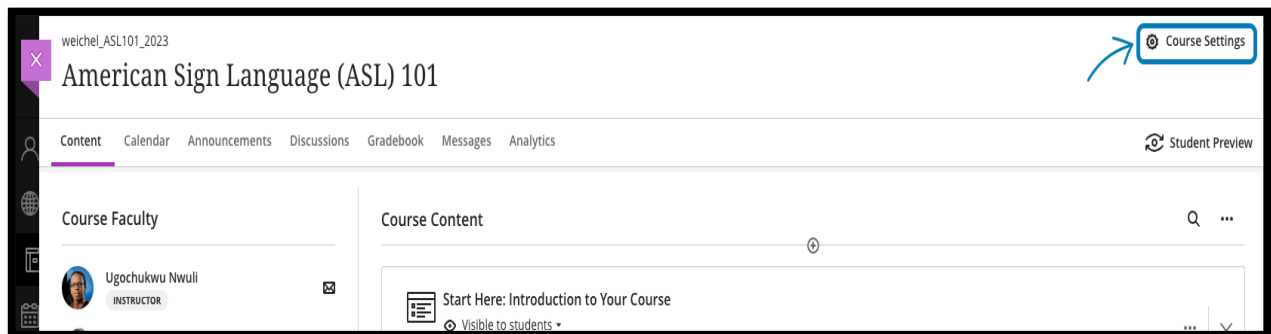 weichel_ASL101_2023
Course Settings
American Sign Language (ASL) 101
Content Calendar Announcements Discussions Gradebook Messages Analytics
Student Preview
Course Faculty
Course Content
Ugochukwu Nwuli
INSTRUCTOR
Start Here: Introduction to Your Course
Visible to students